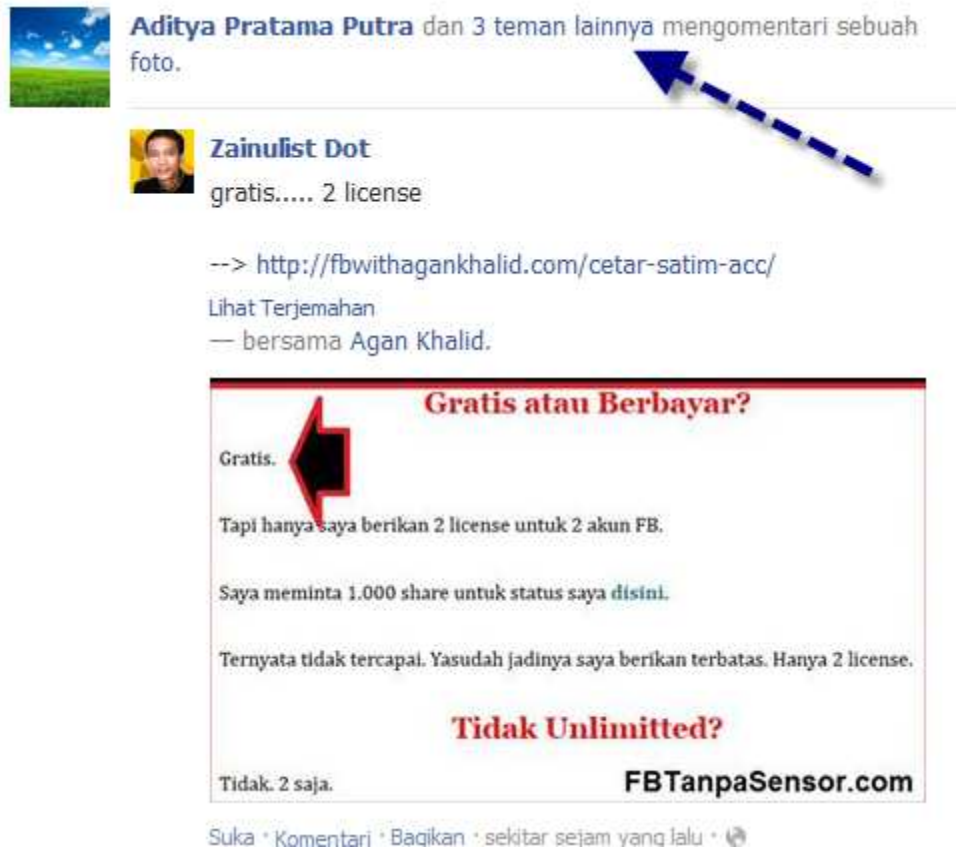 Aditya Pratama Putra dan 3 teman lainnya mengomentari sebuah
foto.
Zainulist Dot
gratis..... 2 license
--> http://fbwithagankhalid.com/cetar-satim-acc/
Lihat Terjemahan
— bersama Agan Khalid.
Gratis atau Berbayar?
Gratis.
Tapi hanya saya berikan 2 license untuk 2 akun FB.
Saya meminta 1.000 share untuk status saya disini.
Ternyata tidak tercapai. Yasudah jadinya saya berikan terbatas. Hanya 2 license.
Tidak Unlimitted?
Tidak. 2 saja.
FBTanpaSensor.com
Suka · Komentari · Bagikan · sekitar sejam yang lalu ·